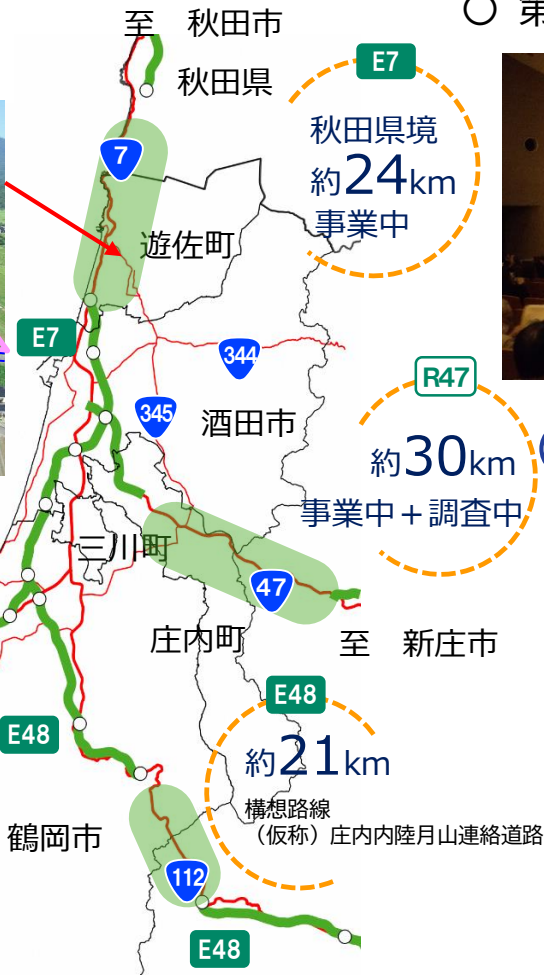 至 秋田市
〇 第
秋田県
E7
秋田県境
約24km
事業中
7
遊佐町
E7
344
R47
345
酒田市
約30km
事業中＋調査中
三川町
47
庄内町
至 新庄市
E48
E48
約21km
構想路線
（仮称）庄内内陸月山連絡道路
鶴岡市
112
E48